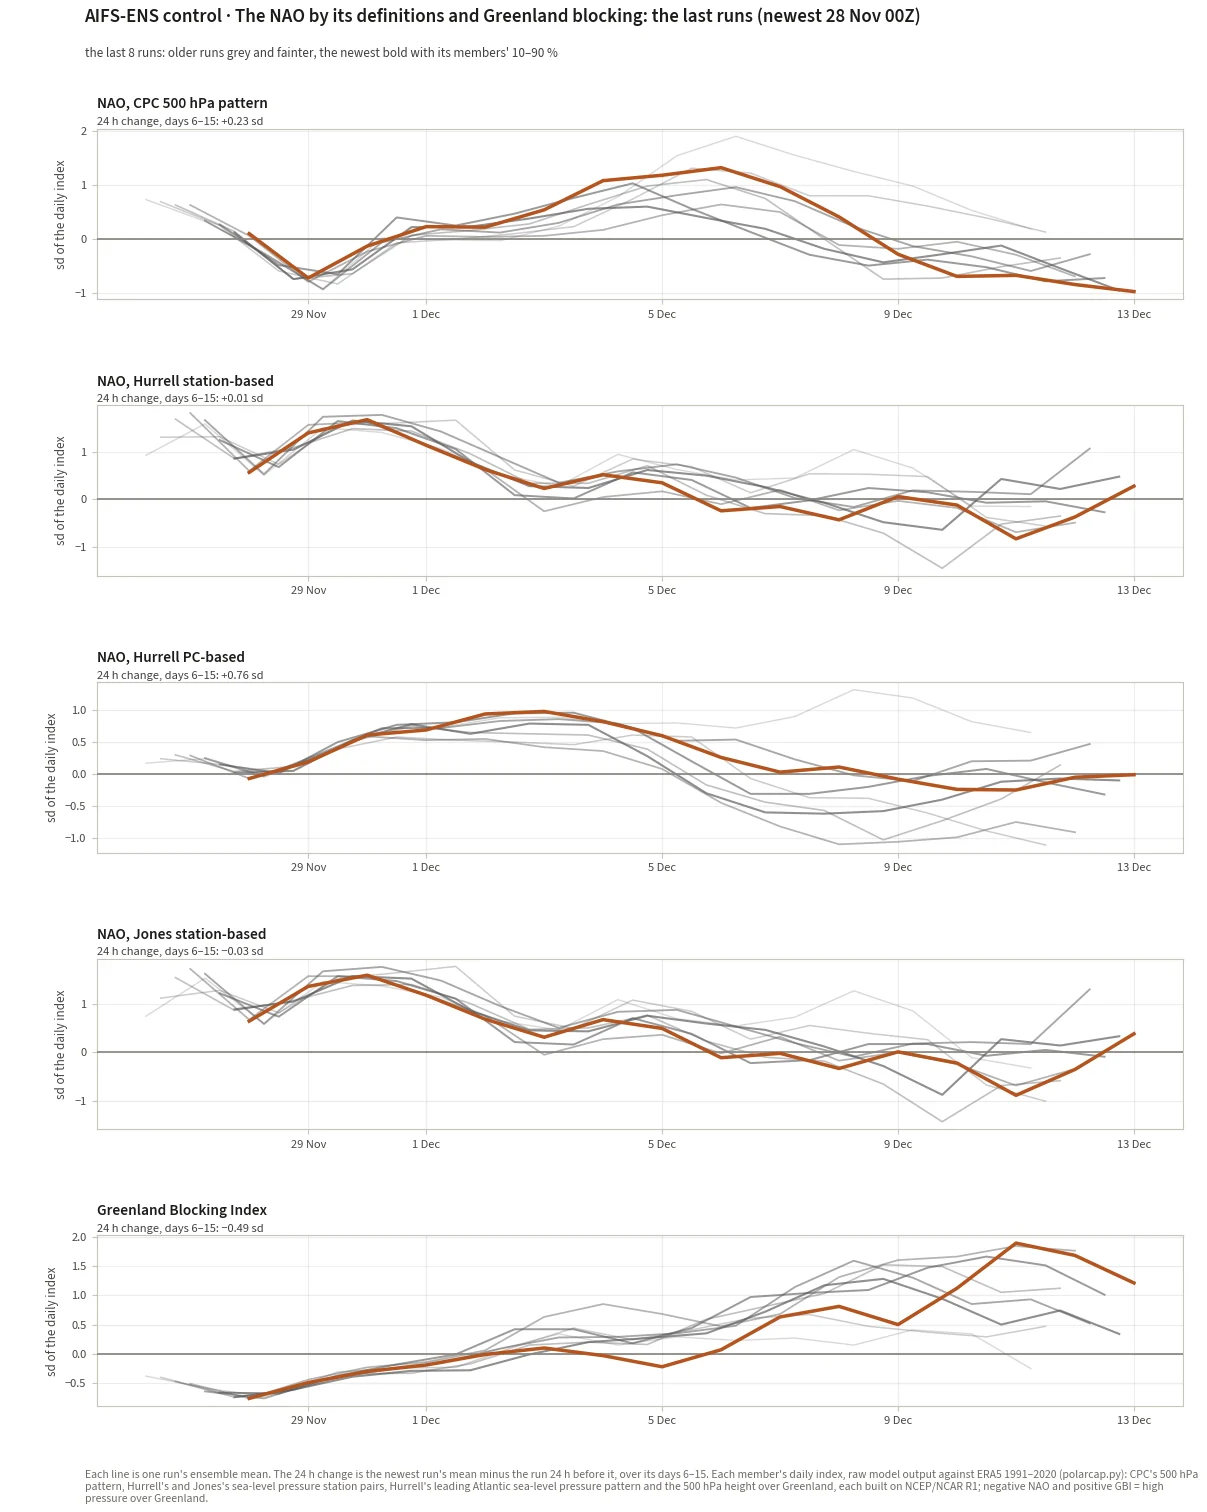 AIFS-ENS control · The NAO by its definitions and Greenland blocking: the last runs (newest 28 Nov 00Z)
the last 8 runs: older runs grey and fainter, the newest bold with its members' 10–90 %
NAO, CPC 500 hPa pattern
24 h change, days 6–15: +0.23 sd
sd of the daily index
2
1
0
−1
29 Nov
1 Dec
5 Dec
9 Dec
13 Dec
NAO, Hurrell station-based
24 h change, days 6–15: +0.01 sd
sd of the daily index
1
0
−1
29 Nov
1 Dec
5 Dec
9 Dec
13 Dec
NAO, Hurrell PC-based
24 h change, days 6–15: +0.76 sd
sd of the daily index
1.0
0.5
0.0
−0.5
−1.0
29 Nov
1 Dec
5 Dec
9 Dec
13 Dec
NAO, Jones station-based
24 h change, days 6–15: −0.03 sd
sd of the daily index
1
0
−1
29 Nov
1 Dec
5 Dec
9 Dec
13 Dec
Greenland Blocking Index
24 h change, days 6–15: −0.49 sd
sd of the daily index
2.0
1.5
1.0
0.5
0.0
−0.5
29 Nov
1 Dec
5 Dec
9 Dec
13 Dec
Each line is one run's ensemble mean. The 24 h change is the newest run's mean minus the run 24 h before it, over its days 6–15. Each member's daily index, raw model output against ERA5 1991–2020 (polarcap.py): CPC's 500 hPa
pattern, Hurrell's and Jones's sea-level pressure station pairs, Hurrell's leading Atlantic sea-level pressure pattern and the 500 hPa height over Greenland, each built on NCEP/NCAR R1; negative NAO and positive GBI = high
pressure over Greenland.